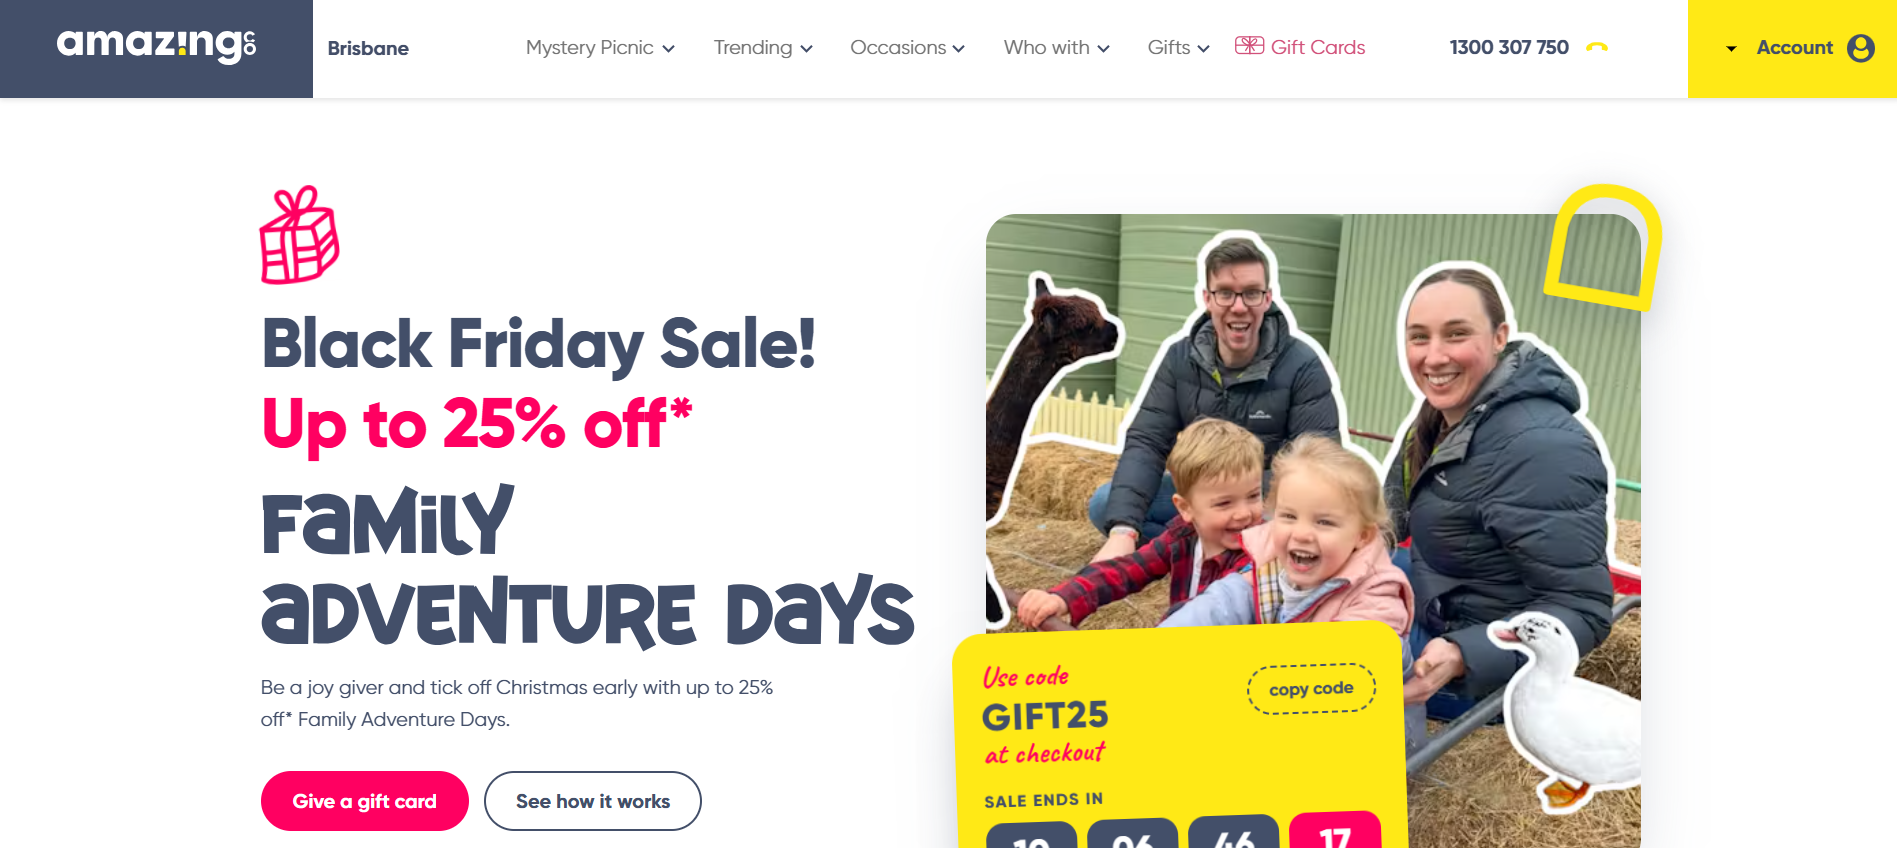 amazing co
Brisbane
Mystery Picnic
Trending
Occasions
Who with
Gifts
Gift Cards
1300 307 750
Account
Black Friday Sale!
Up to 25% off*
Family
Adventure Days
Be a joy giver and tick off Christmas early with up to 25%
off* Family Adventure Days.
Give a gift card
See how it works
Use code
GIFT25
at checkout
copy code
SALE ENDS IN
17